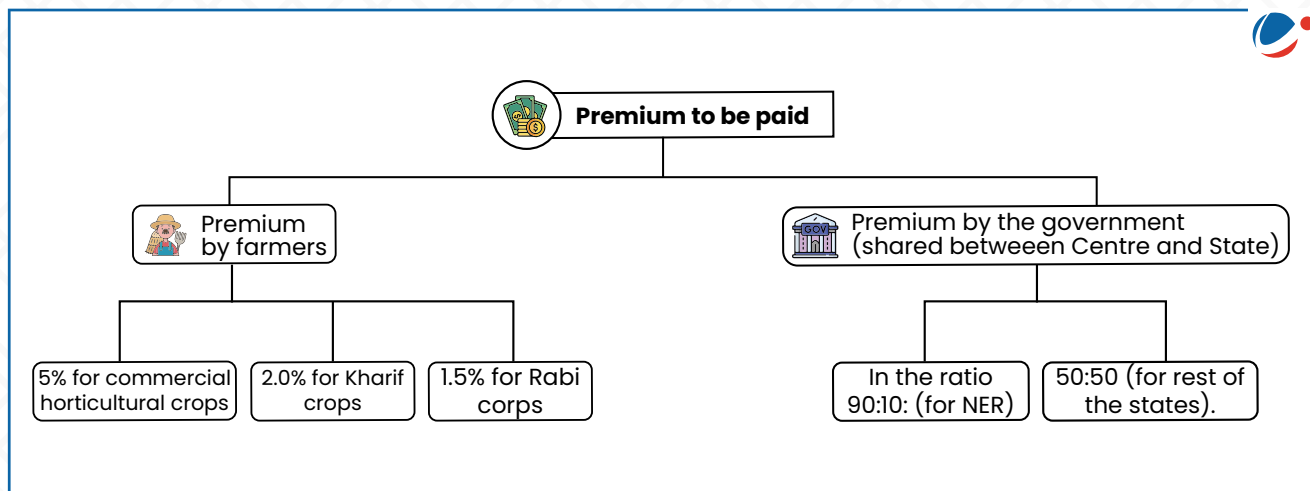 Premium to be paid
Premium
by farmers
GOV
Premium by the government
(shared betweeen Centre and State)
5% for commercial
horticultural crops
2.0% for Kharif
crops
1.5% for Rabi
corps
In the ratio
90:10: (for NER)
50:50 (for rest of
the states).